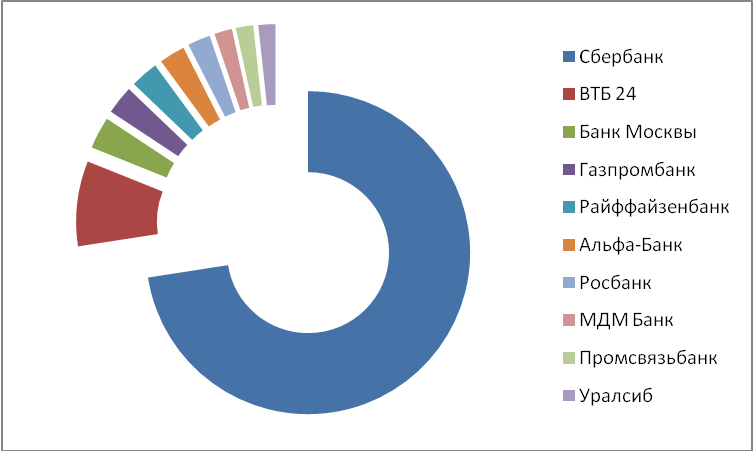 Сбербанк
ВТБ 24
Банк Москвы
Газпромбанк
Райффайзенбанк
Альфа-Банк
Росбанк
МДМ Банк
Промсвязьбанк
Уралсиб